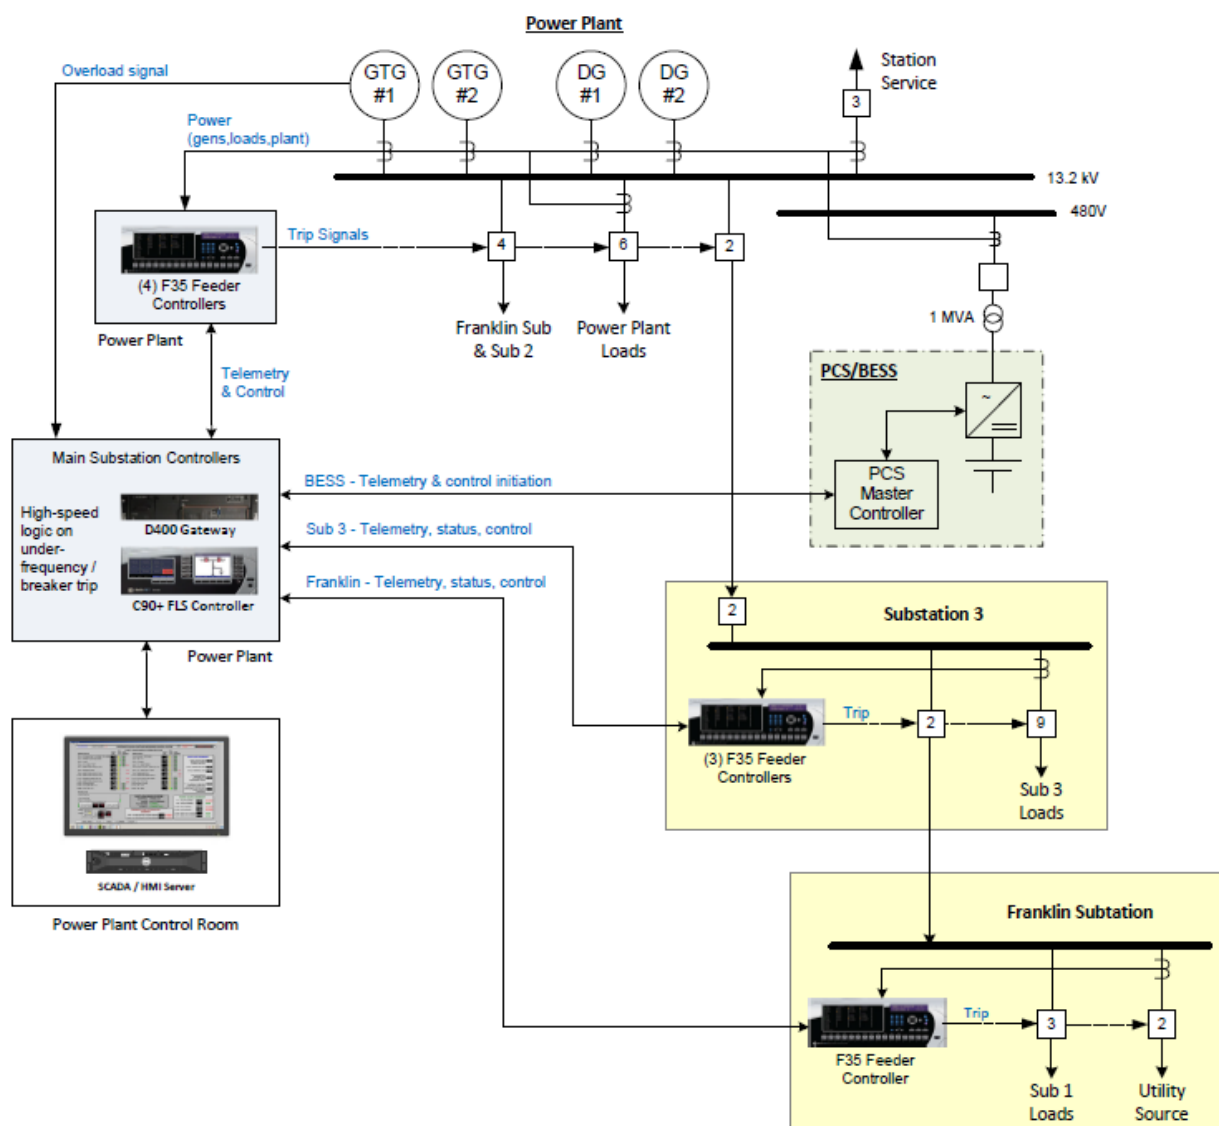 Power Plant
Overload signal
GTG
#1
GTG
#2
DG
#1
DG
#2
Station
Service
3
Power
(gens,loads,plant)
13.2 kV
480V
Trip Signals
4
6
2
(4) F35 Feeder
Controllers
Power Plant
Franklin Sub
& Sub 2
Power Plant
Loads
1 MVA
Telemetry
& Control
PCS/BESS
~
Main Substation Controllers
BESS - Telemetry & control initiation
PCS
Master
Controller
High-speed
logic on
under-
frequency /
breaker trip
D400 Gateway
Sub 3 - Telemetry, status, control
C90+ FLS Controller
Franklin - Telemetry, status, control
Power Plant
2
Substation 3
Trip
2
9
(3) F35 Feeder
Controllers
Sub 3
Loads
SCADA / HMI Server
Power Plant Control Room
Franklin Subtation
Trip
3
2
F35 Feeder
Controller
Sub 1
Loads
Utility
Source